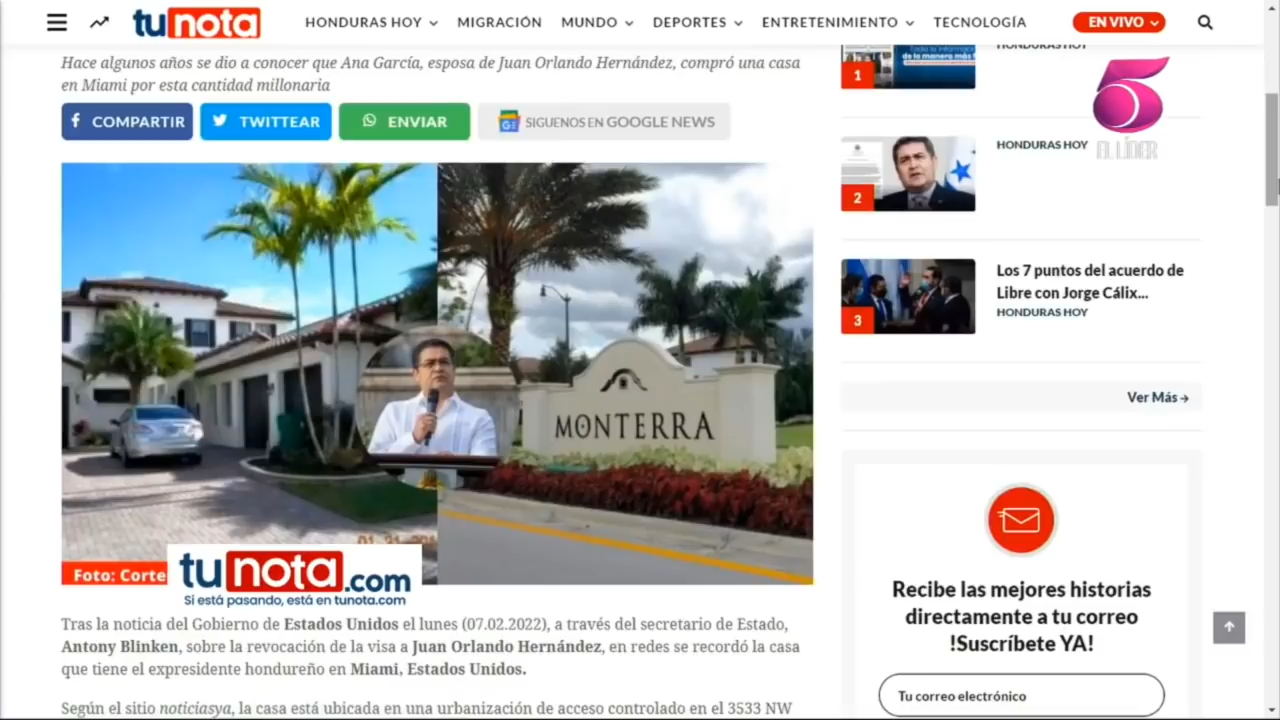 tunota
HONDURAS HOY
MIGRACIÓN
MUNDO
DEPORTES
ENTRETENIMIENTO
TECNOLOGÍA
EN VIVO
Hace algunos años se dio a conocer que Ana García, esposa de Juan Orlando Hernández, compró una casa
en Miami por esta cantidad millonaria
COMPARTIR
TWITTEAR
ENVIAR
SIGUENOS EN GOOGLE NEWS
MONTERRA
Foto: Corte
tunota.com
Si está pasando, está en tunota.com
Tras la noticia del Gobierno de Estados Unidos el lunes (07.02.2022), a través del secretario de Estado,
Antony Blinken, sobre la revocación de la visa a Juan Orlando Hernández, en redes se recordó la casa
que tiene el expresidente hondureño en Miami, Estados Unidos.
Según el sitio noticiasya, la casa está ubicada en una urbanización de acceso controlado en el 3533 NW
HONDURAS HOY
1
5
EL LÍDER
HONDURAS HOY
2
Los 7 puntos del acuerdo de
Libre con Jorge Cálix...
HONDURAS HOY
3
Ver Más
Recibe las mejores historias
directamente a tu correo
!Suscríbete YA!
Tu correo electrónico